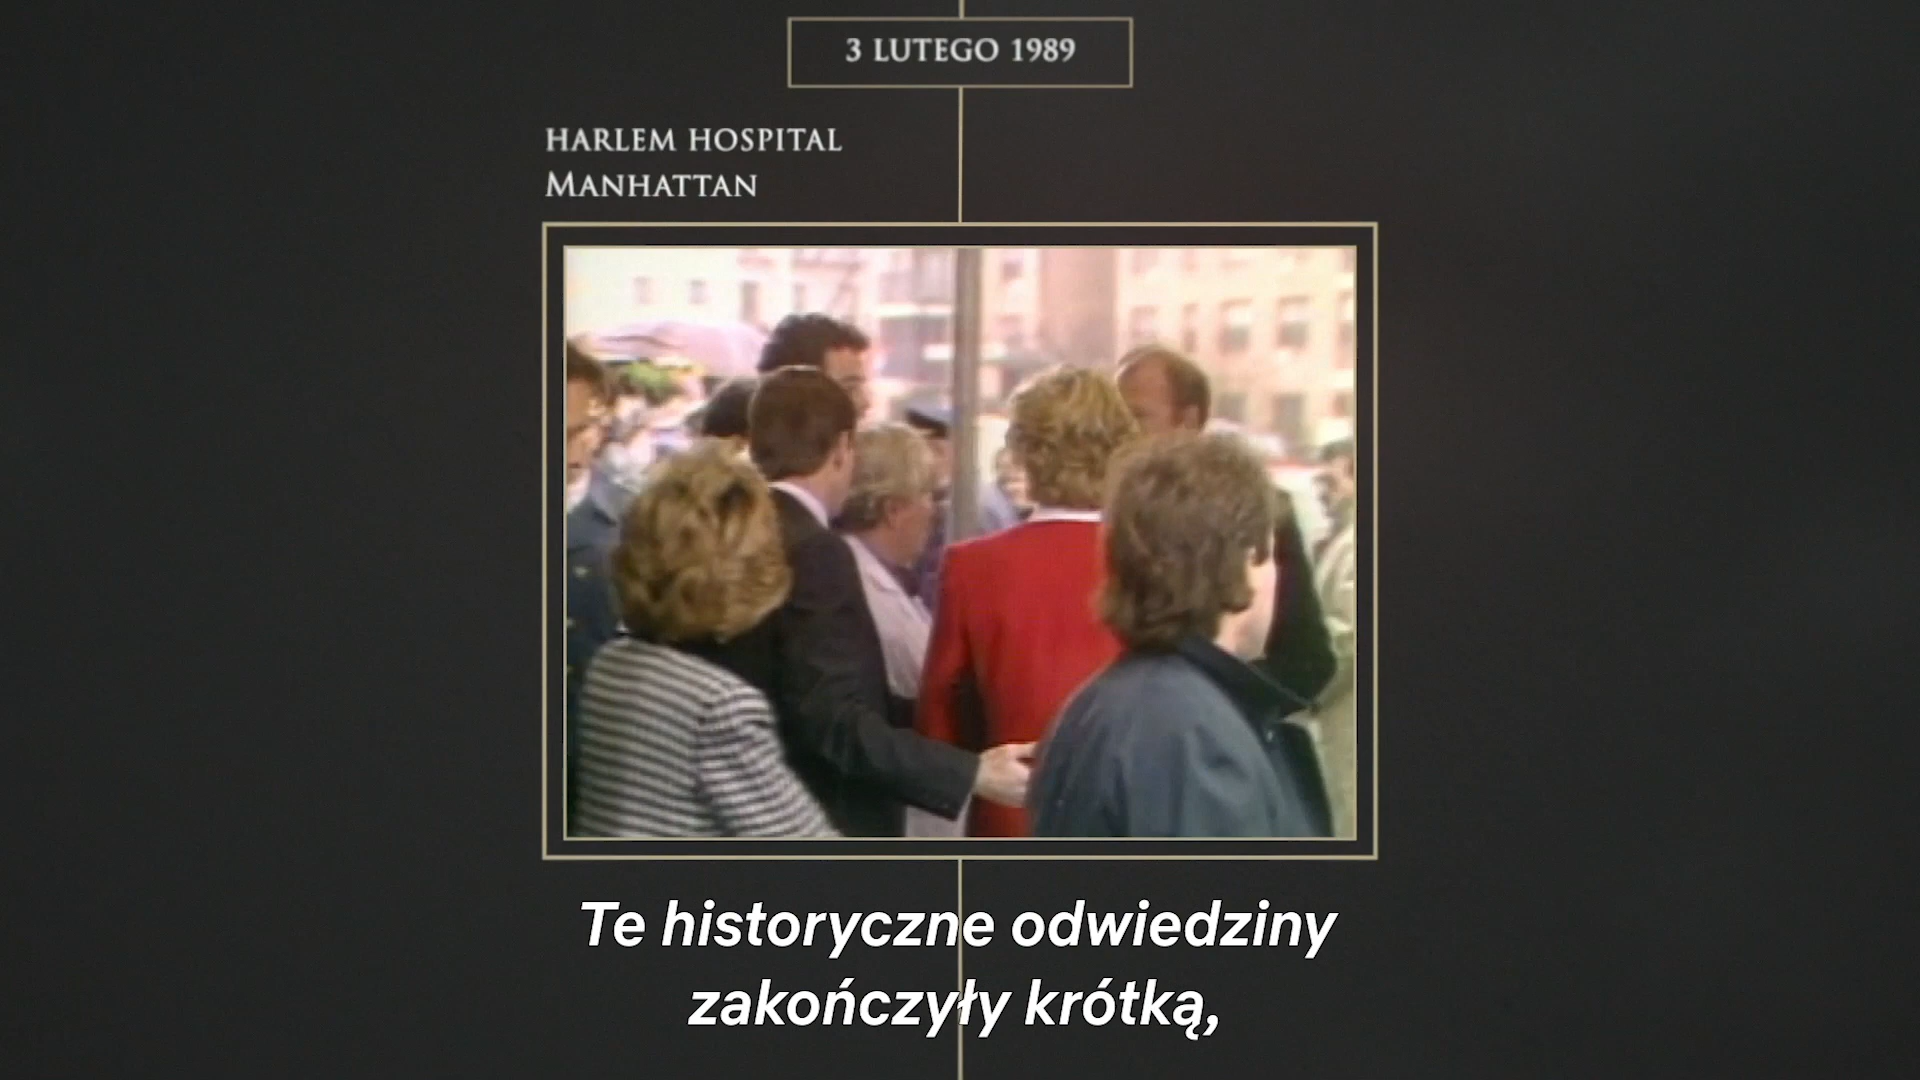 3 LUTEGO 1989
HARLEM HOSPITAL
MANHATTAN
Te historyczne odwiedziny
zakończyły krótką,